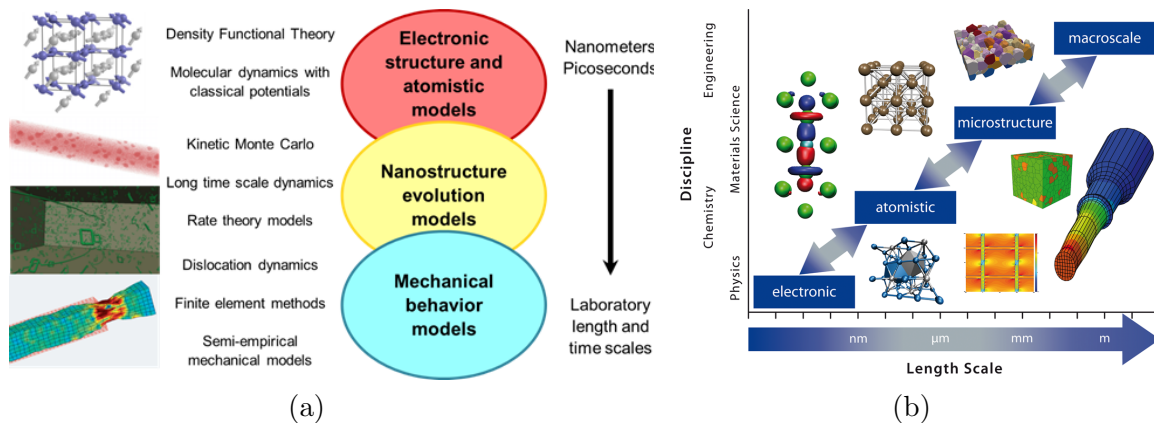 Density Functional Theory
Molecular dynamics with
classical potentials
Kinetic Monte Carlo
Long time scale dynamics
Rate theory models
Dislocation dynamics
Finite element methods
Semi-empirical
mechanical models
Electronic
structure and
atomistic
models
Nanostructure
evolution
models
Mechanical
behavior
models
Nanometers
Picoseconds
Laboratory
length and
time scales
(a)
Discipline
Engineering
Materials Science
Chemistry
Physics
macroscale
microstructure
atomistic
electronic
nm μm mm m
Length Scale
(b)